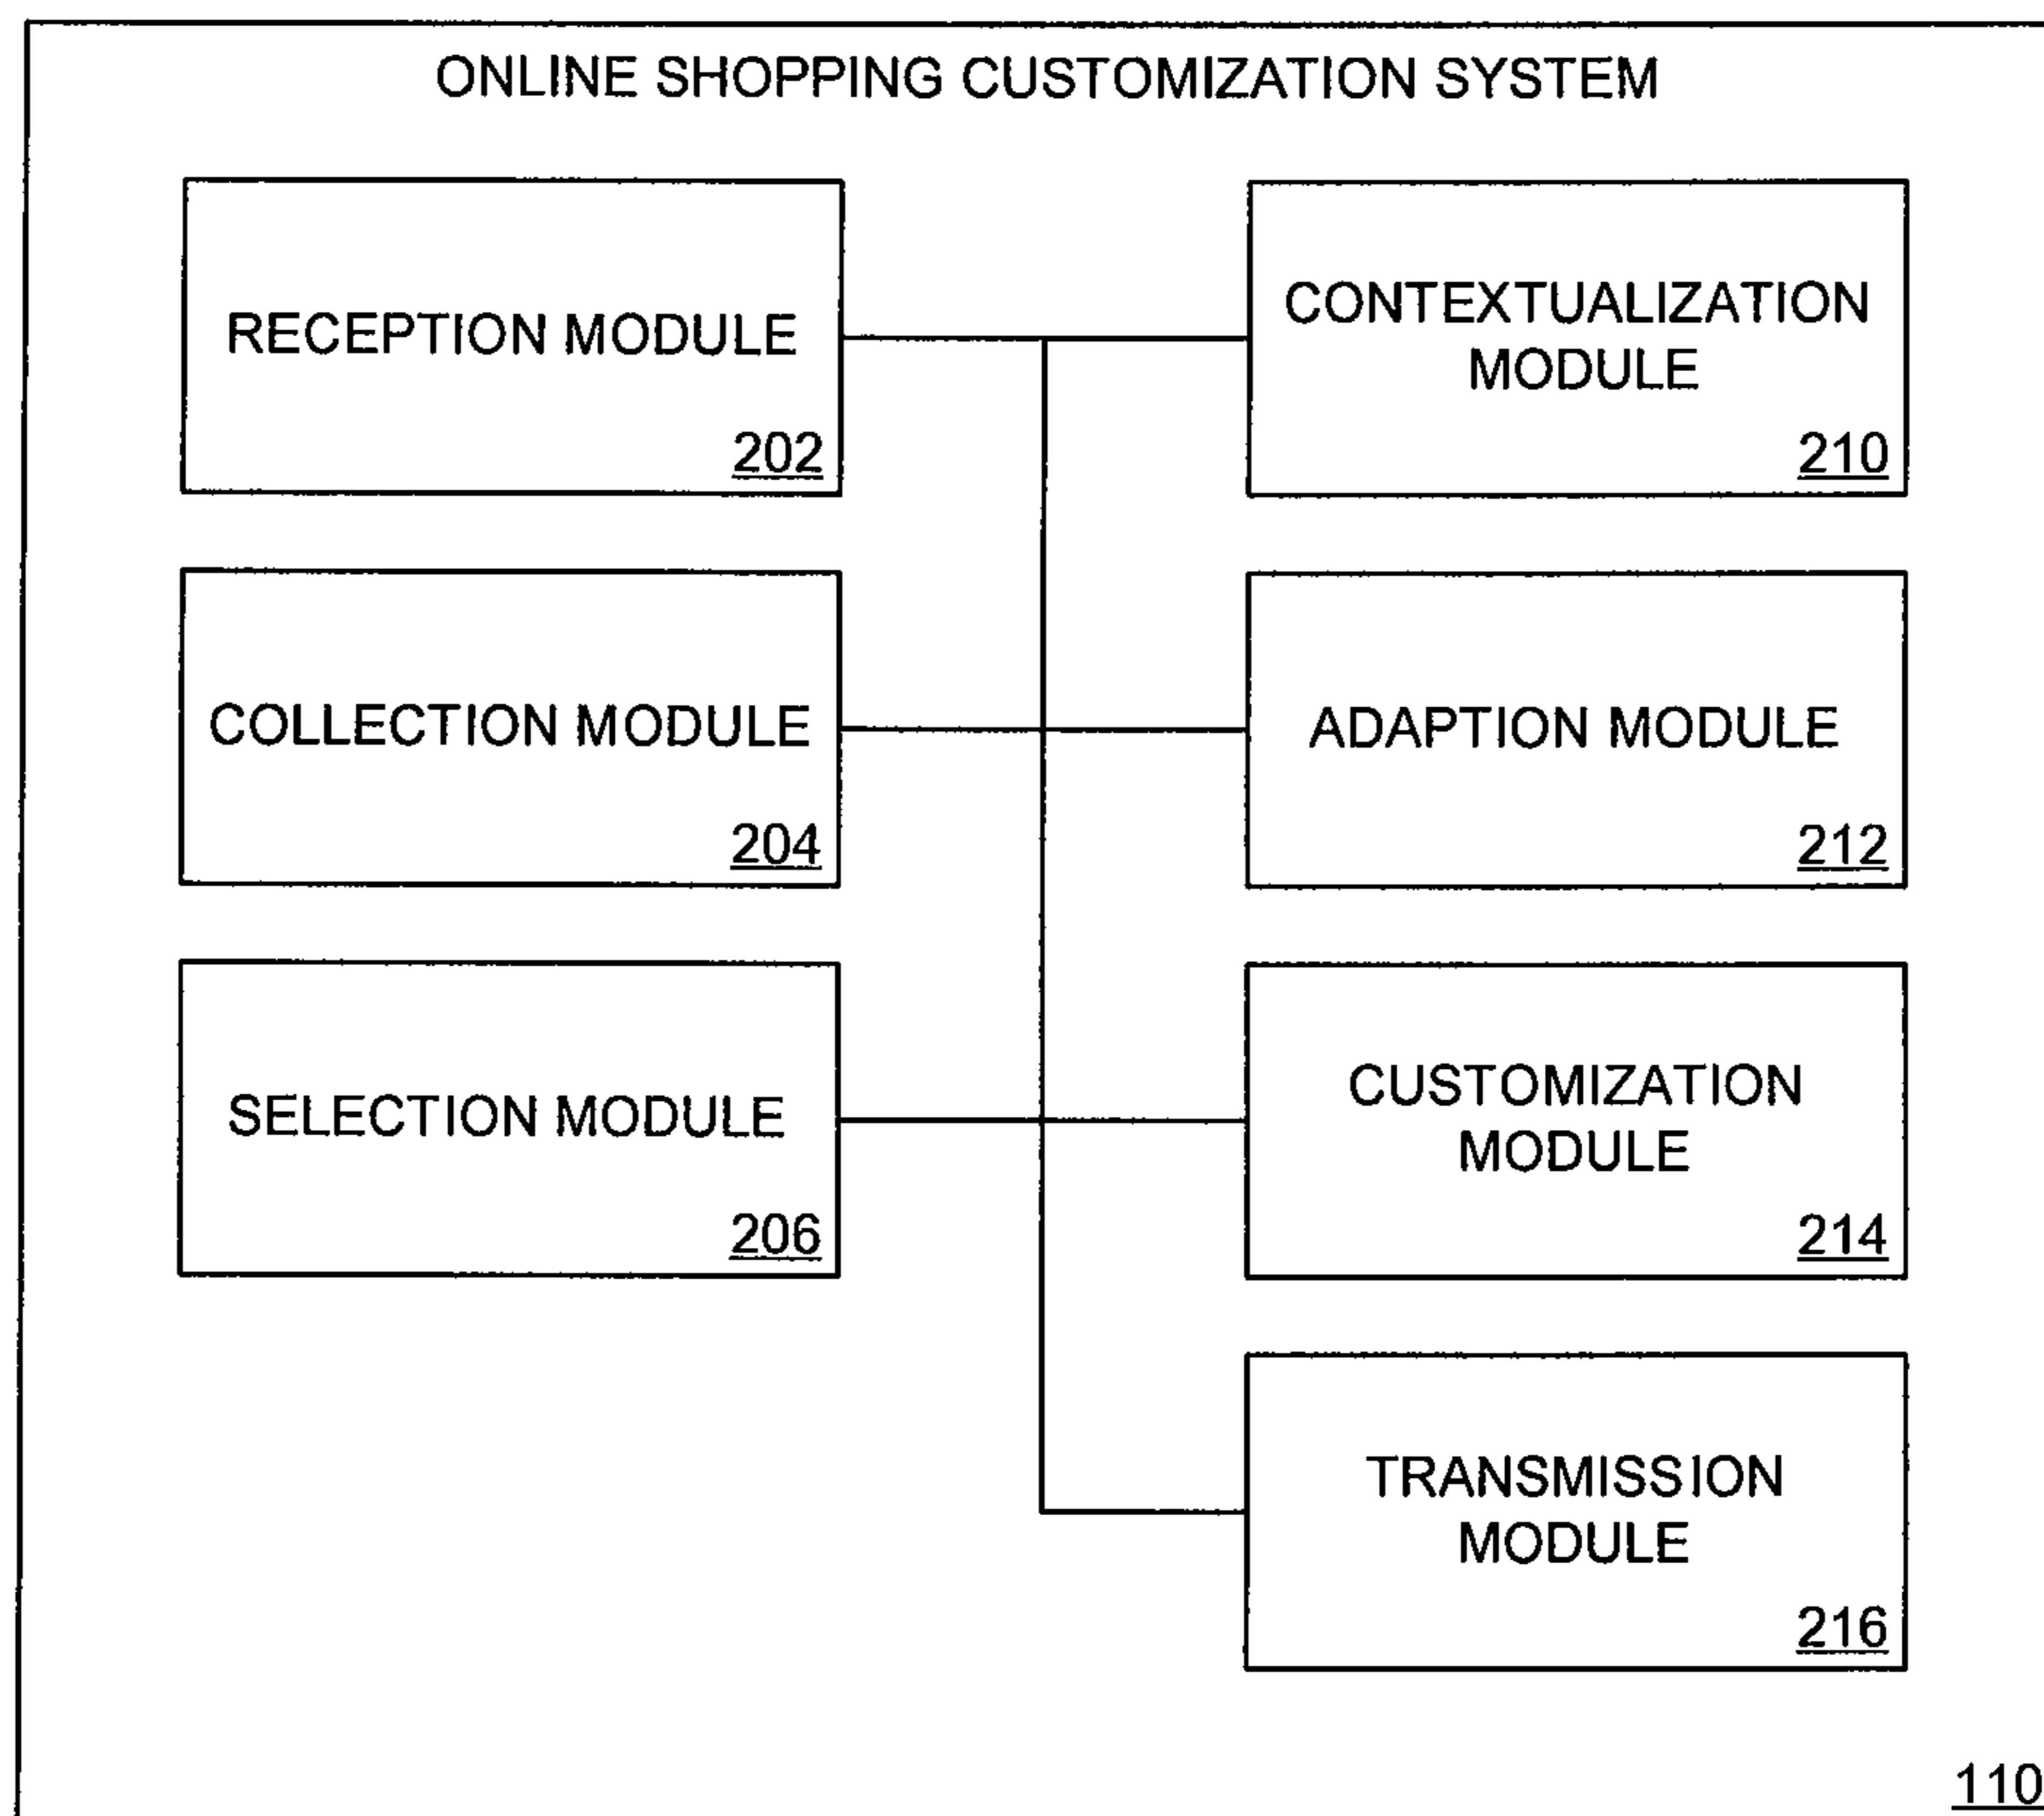 ONLINE SHOPPING CUSTOMIZATION SYSTEM
RECEPTION MODULE
202
COLLECTION MODULE
204
SELECTION MODULE
206
CONTEXTUALIZATION
MODULE
210
ADAPTION MODULE
212
CUSTOMIZATION
MODULE
214
TRANSMISSION
MODULE
216
110